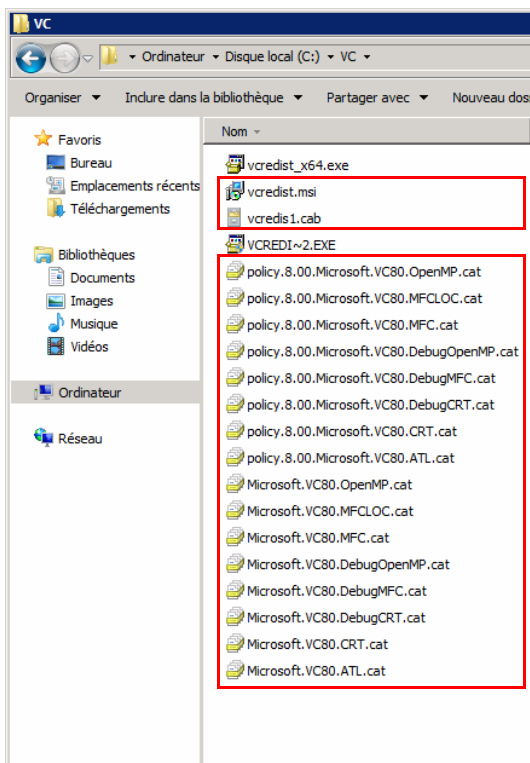 VC
Ordinateur Disque local (C:) VC
Organiser Inclure dans la bibliothèque Partager avec Nouveau dos
Favoris
Bureau
Emplacements récents
Téléchargements
Bibliothèques
Documents
Images
Musique
Vidéos
Ordinateur
Réseau
Nom
vcredist_x64.exe
vcredist.msi
vcredis1.cab
VCREDI~2.EXE
policy.8.00.Microsoft.VC80.OpenMP.cat
policy.8.00.Microsoft.VC80.MFCLOC.cat
policy.8.00.Microsoft.VC80.MFC.cat
policy.8.00.Microsoft.VC80.DebugOpenMP.cat
policy.8.00.Microsoft.VC80.DebugMFC.cat
policy.8.00.Microsoft.VC80.DebugCRT.cat
policy.8.00.Microsoft.VC80.CRT.cat
policy.8.00.Microsoft.VC80.ATL.cat
Microsoft.VC80.OpenMP.cat
Microsoft.VC80.MFCLOC.cat
Microsoft.VC80.MFC.cat
Microsoft.VC80.DebugOpenMP.cat
Microsoft.VC80.DebugMFC.cat
Microsoft.VC80.DebugCRT.cat
Microsoft.VC80.CRT.cat
Microsoft.VC80.ATL.cat